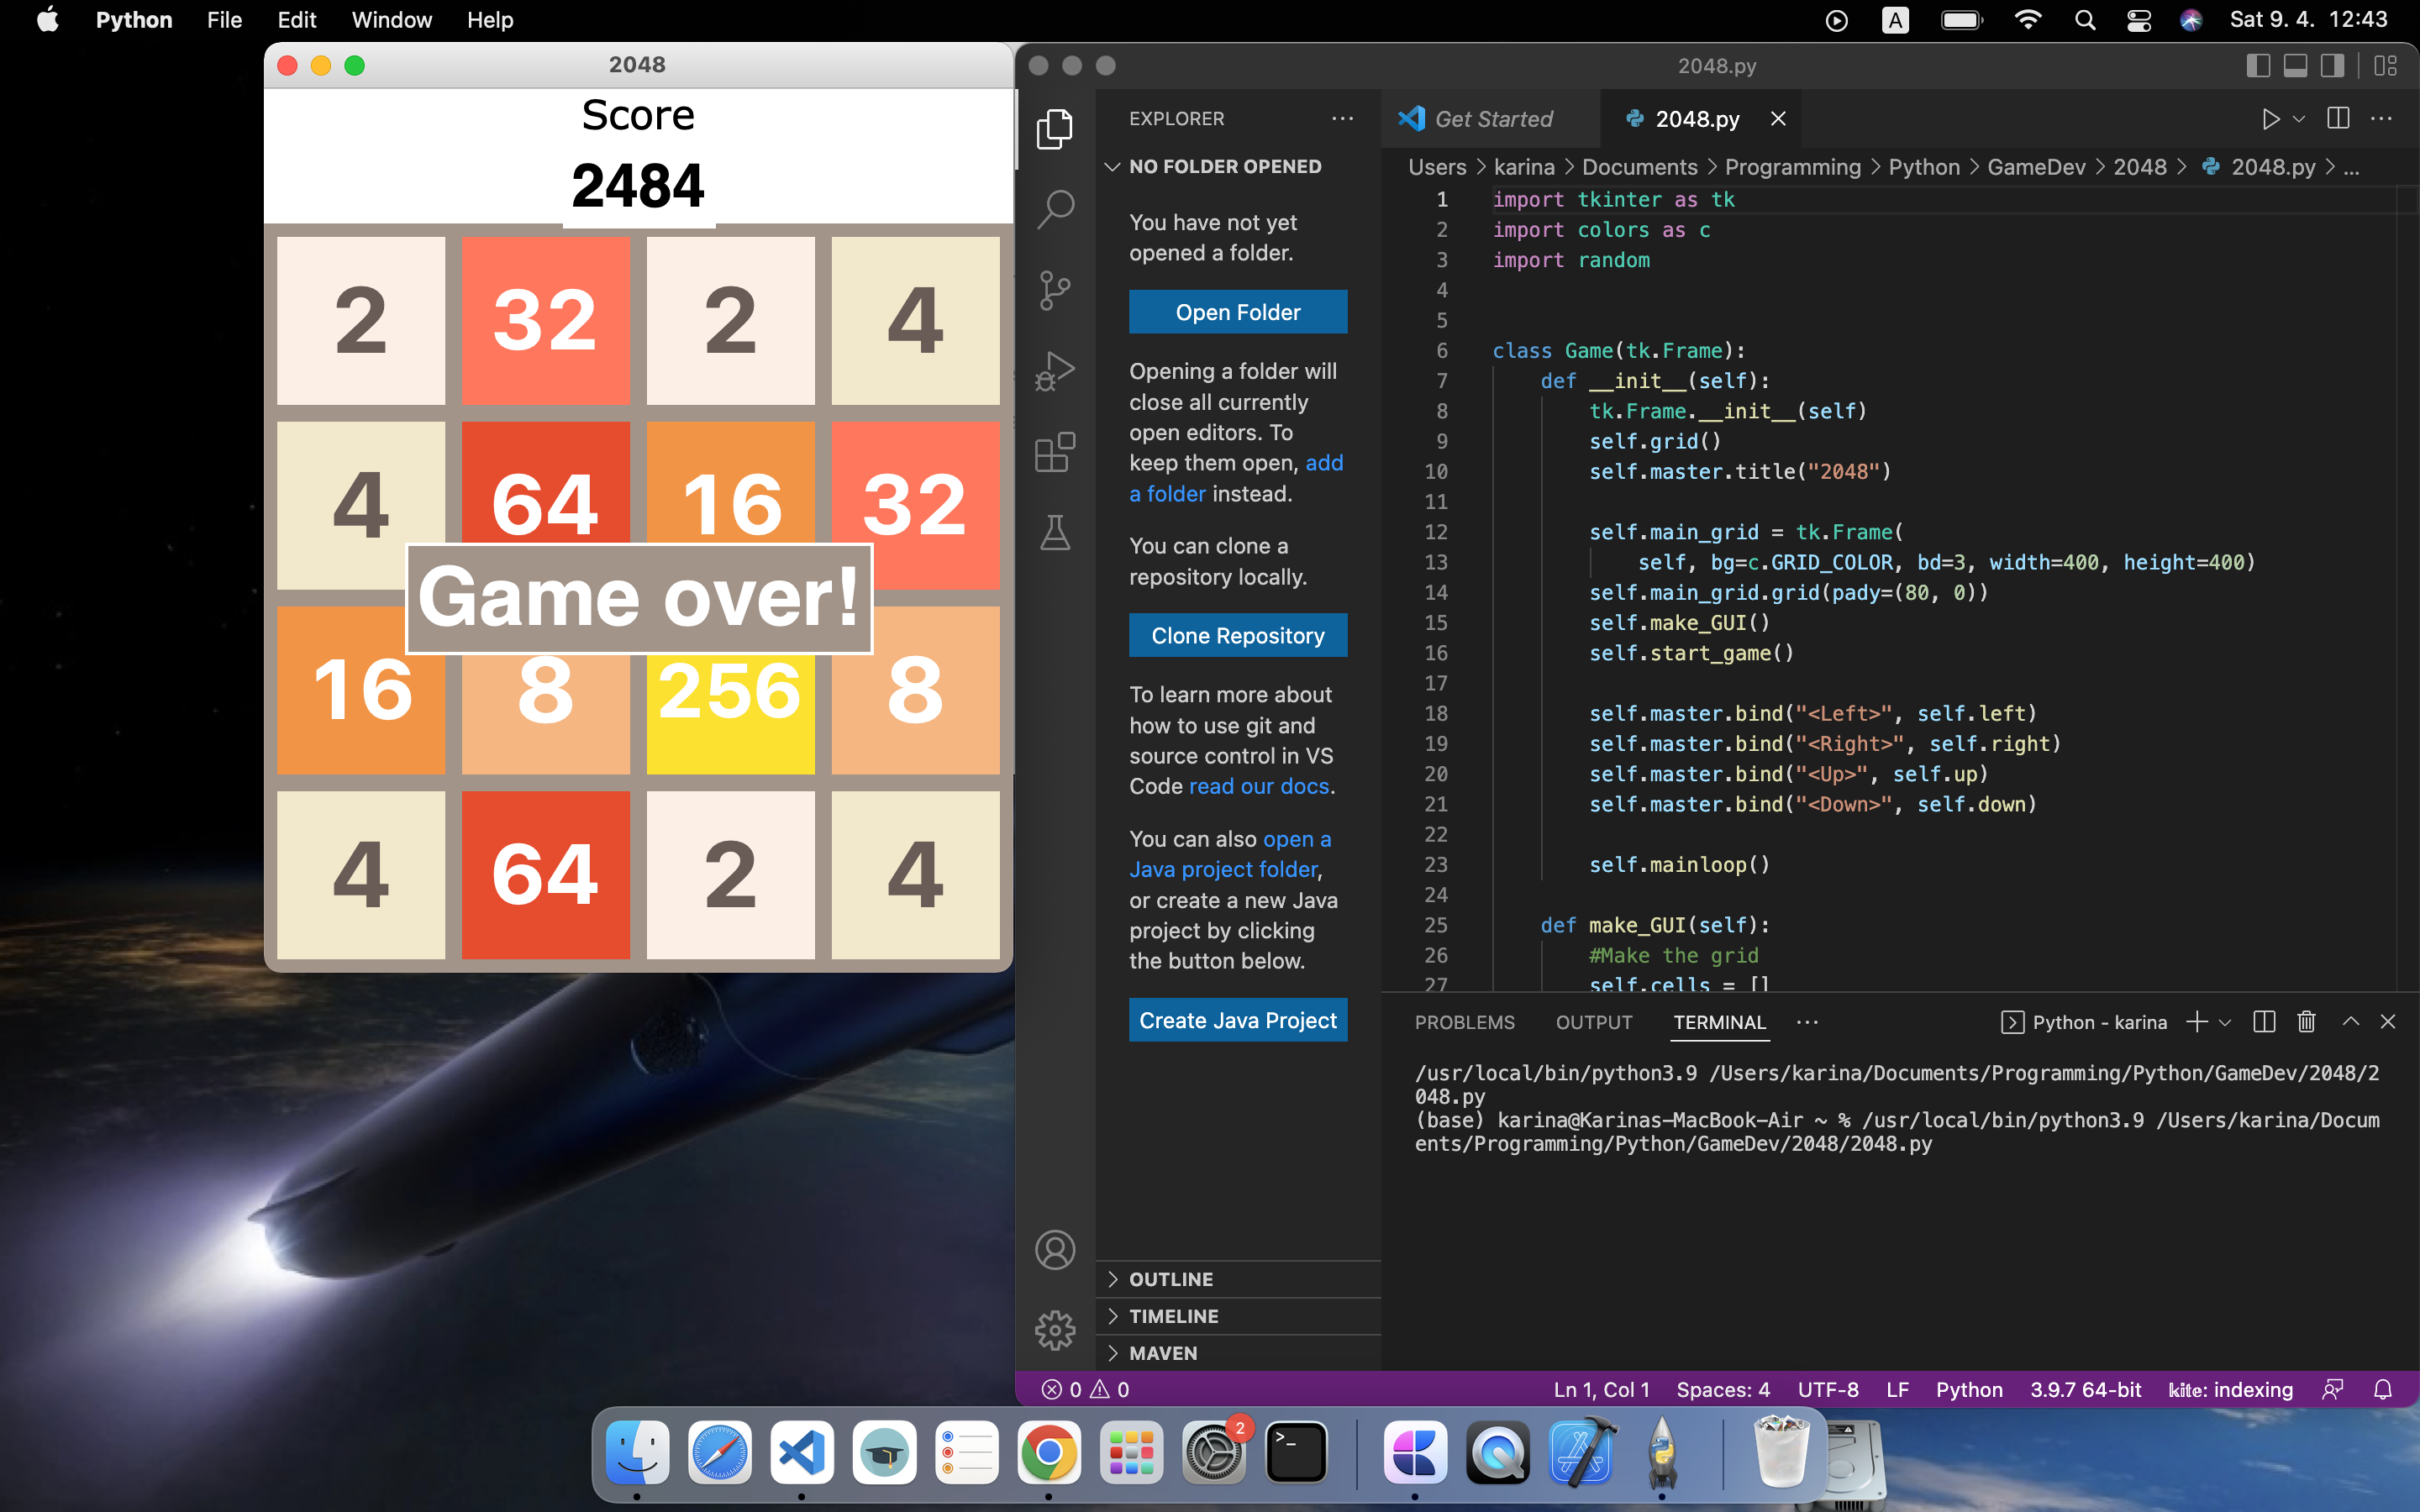 Python File Edit Window Help
A
Sat 9. 4. 12:43
2048
Score
2484
2 32 2 4
4 64 16 32
Game over!
16 8 256 8
4 64 2 4
2048.py
EXPLORER ···
NO FOLDER OPENED
You have not yet
opened a folder.
Open Folder
Opening a folder will
close all currently
open editors. To
keep them open, add
a folder instead.
You can clone a
repository locally.
Clone Repository
To learn more about
how to use git and
source control in VS
Code read our docs.
You can also open a
Java project folder,
or create a new Java
project by clicking
the button below.
Create Java Project
OUTLINE
TIMELINE
MAVEN
Get Started
2048.py
Users > karina > Documents > Programming > Python > GameDev > 2048 > 2048.py > ...
1 import tkinter as tk
2 import colors as c
3 import random
4
5
6 class Game(tk.Frame):
7 def __init__(self):
8 tk.Frame.__init__(self)
9 self.grid()
10 self.master.title("2048")
11
12 self.main_grid = tk.Frame(
13 self, bg=c.GRID_COLOR, bd=3, width=400, height=400)
14 self.main_grid.grid(pady=(80, 0))
15 self.make_GUI()
16 self.start_game()
17
18 self.master.bind("<Left>", self.left)
19 self.master.bind("<Right>", self.right)
20 self.master.bind("<Up>", self.up)
21 self.master.bind("<Down>", self.down)
22
23 self.mainloop()
24
25 def make_GUI(self):
26 #Make the grid
27 self.cells = []
PROBLEMS OUTPUT TERMINAL ···
Python - karina
/usr/local/bin/python3.9 /Users/karina/Documents/Programming/Python/GameDev/2048/2
048.py
(base) karina@Karinas-MacBook-Air ~ % /usr/local/bin/python3.9 /Users/karina/Docum
ents/Programming/Python/GameDev/2048/2048.py
0 0
Ln 1, Col 1 Spaces: 4 UTF-8 LF Python 3.9.7 64-bit kite: indexing
2
>_